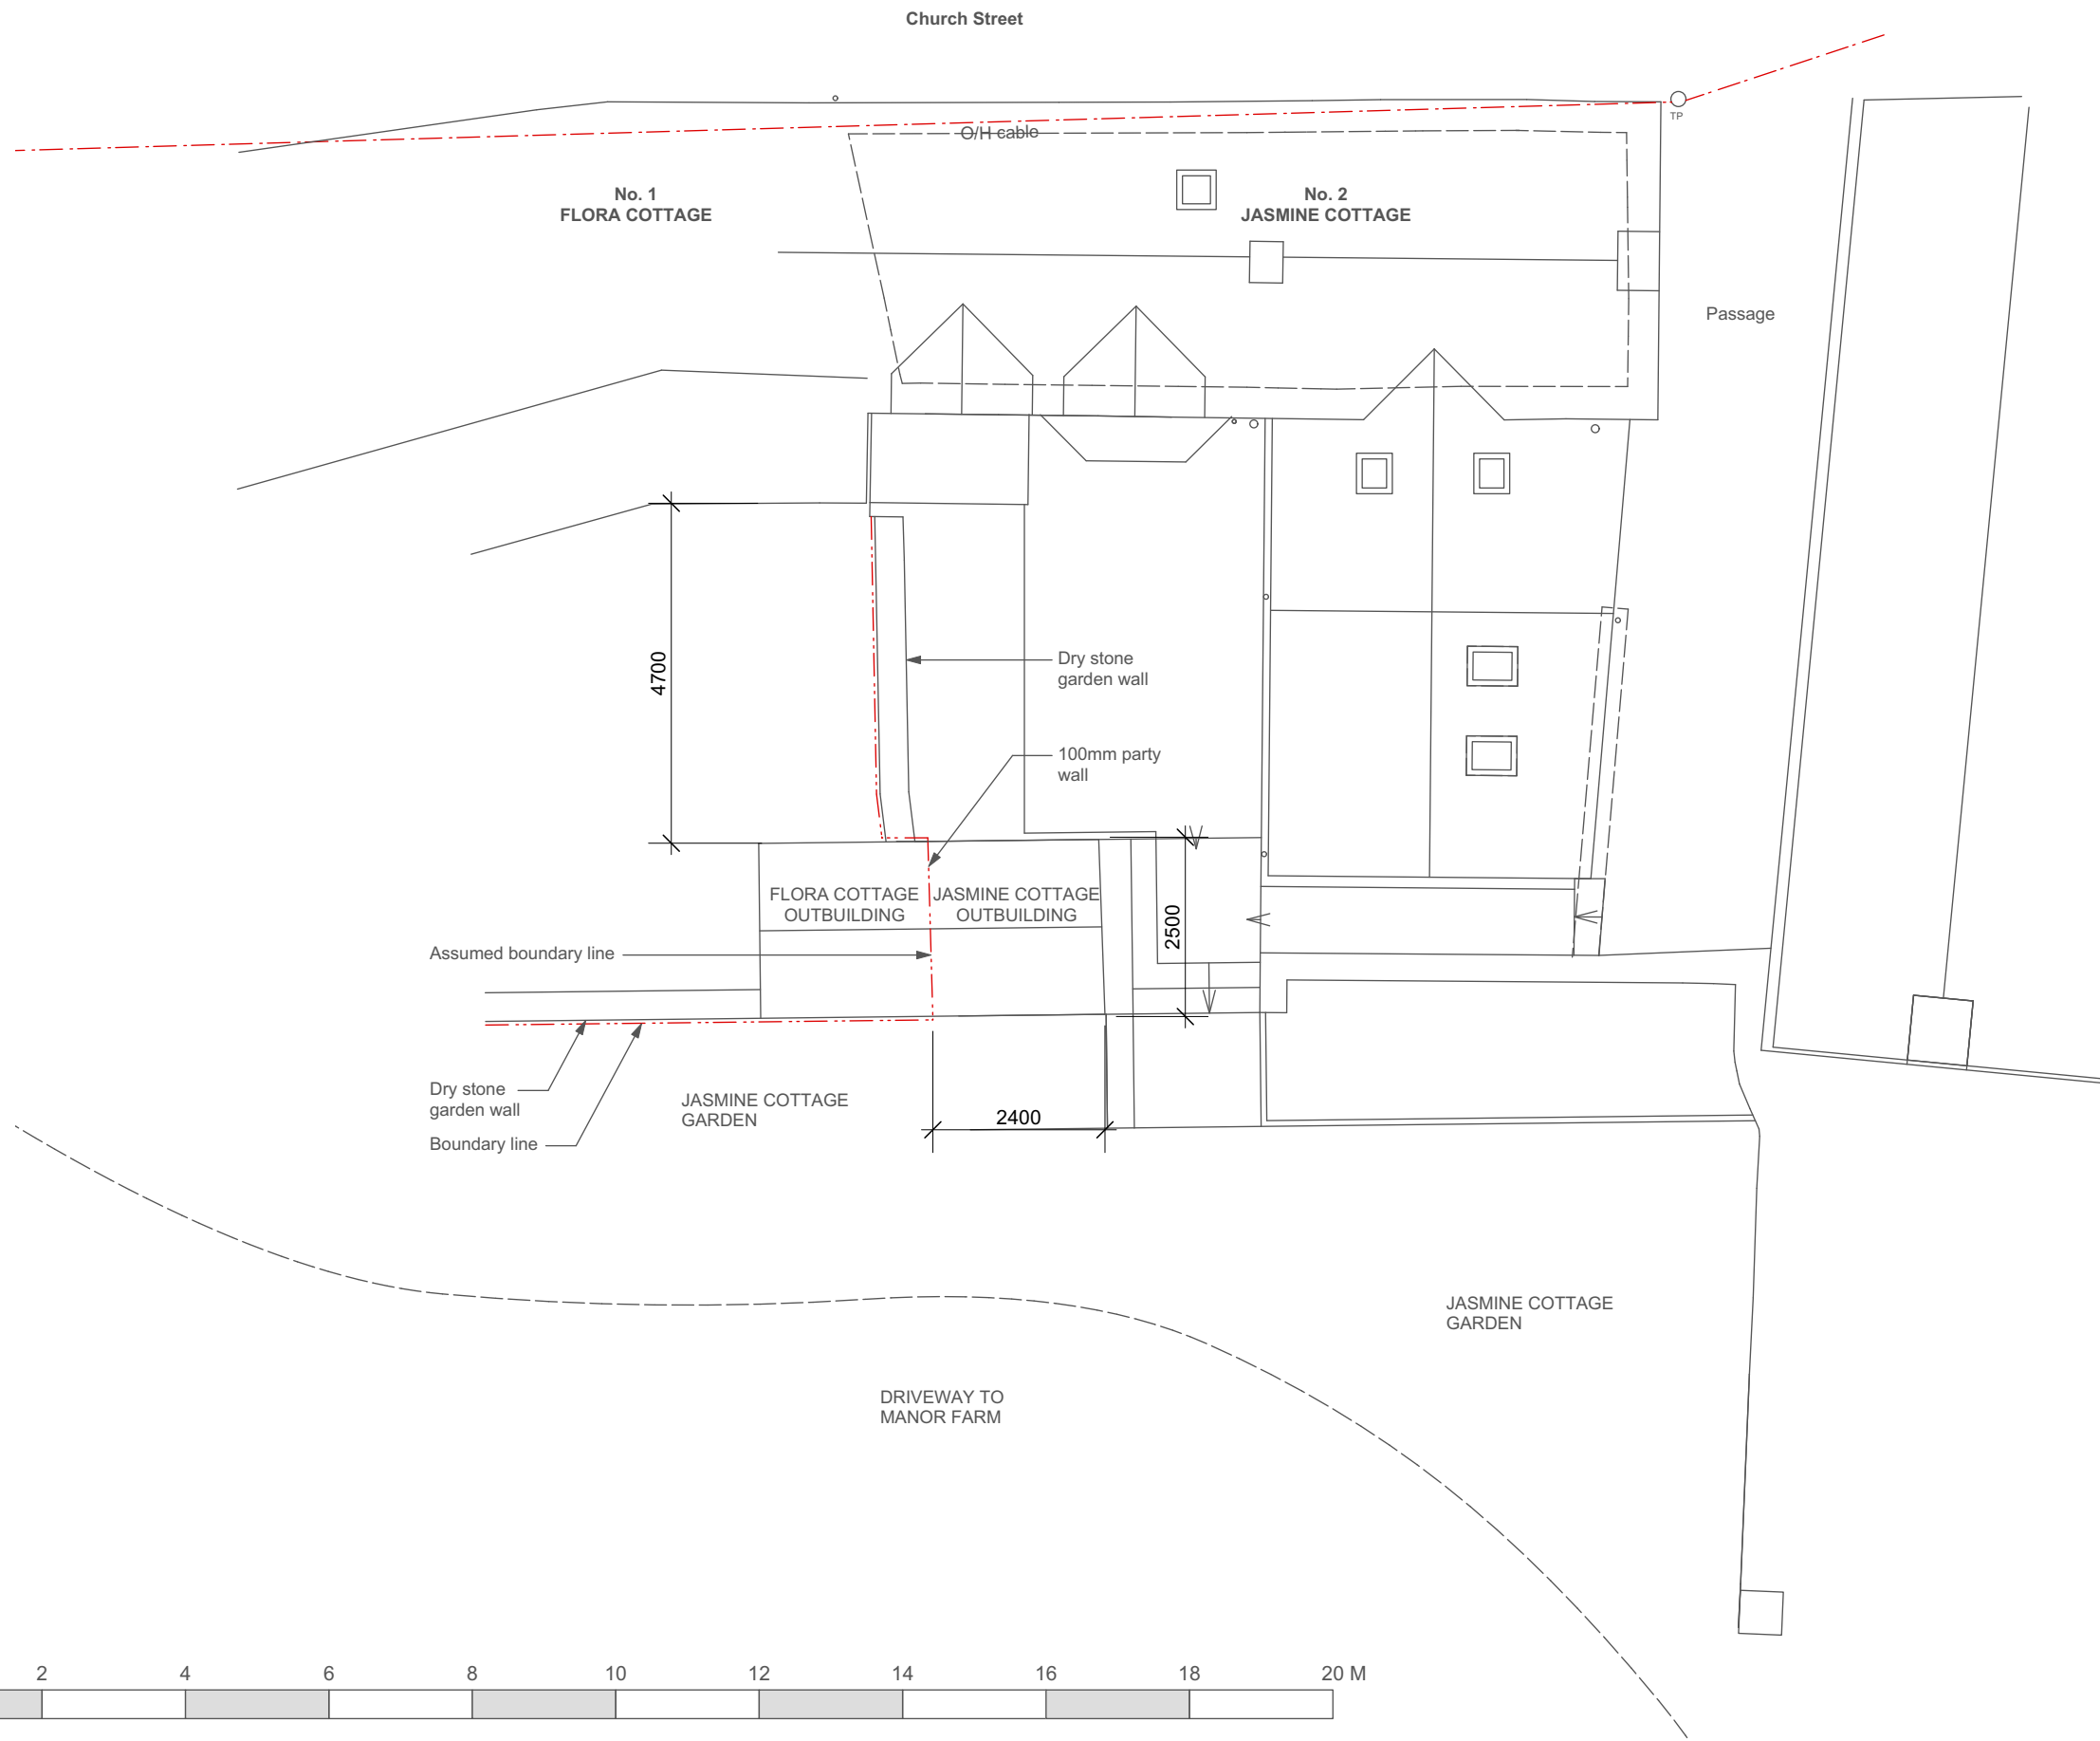 Church Street
TP
O/H cable
No. 1
FLORA COTTAGE
No. 2
JASMINE COTTAGE
Passage
4700
Dry stone
garden wall
100mm party
wall
FLORA COTTAGE
OUTBUILDING
JASMINE COTTAGE
OUTBUILDING
2500
Assumed boundary line
Dry stone
garden wall
Boundary line
JASMINE COTTAGE
GARDEN
2400
JASMINE COTTAGE
GARDEN
DRIVEWAY TO
MANOR FARM
2 4 6 8 10 12 14 16 18 20 M